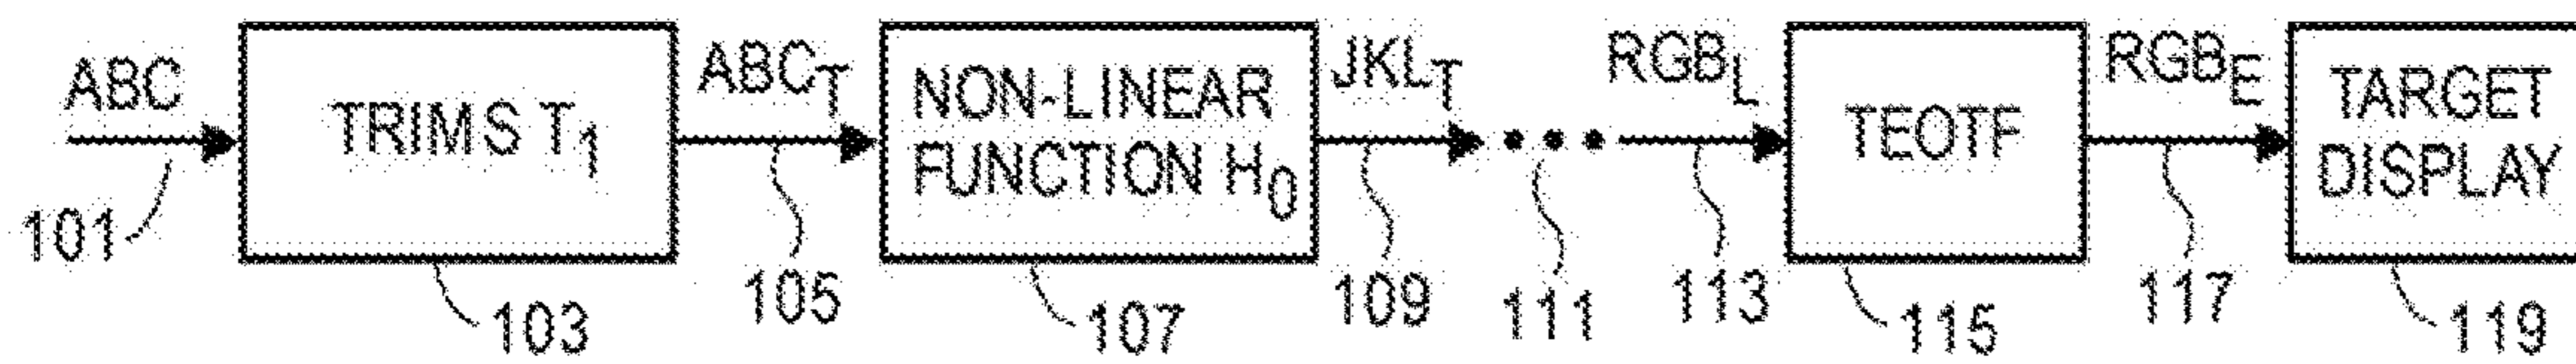 ABC
TRIMS T1
ABCT
NON-LINEAR
FUNCTION H0
JKLT
RGBL
TEOTF
RGBE
TARGET
DISPLAY
101
103
105
107
109
111
113
115
117
119